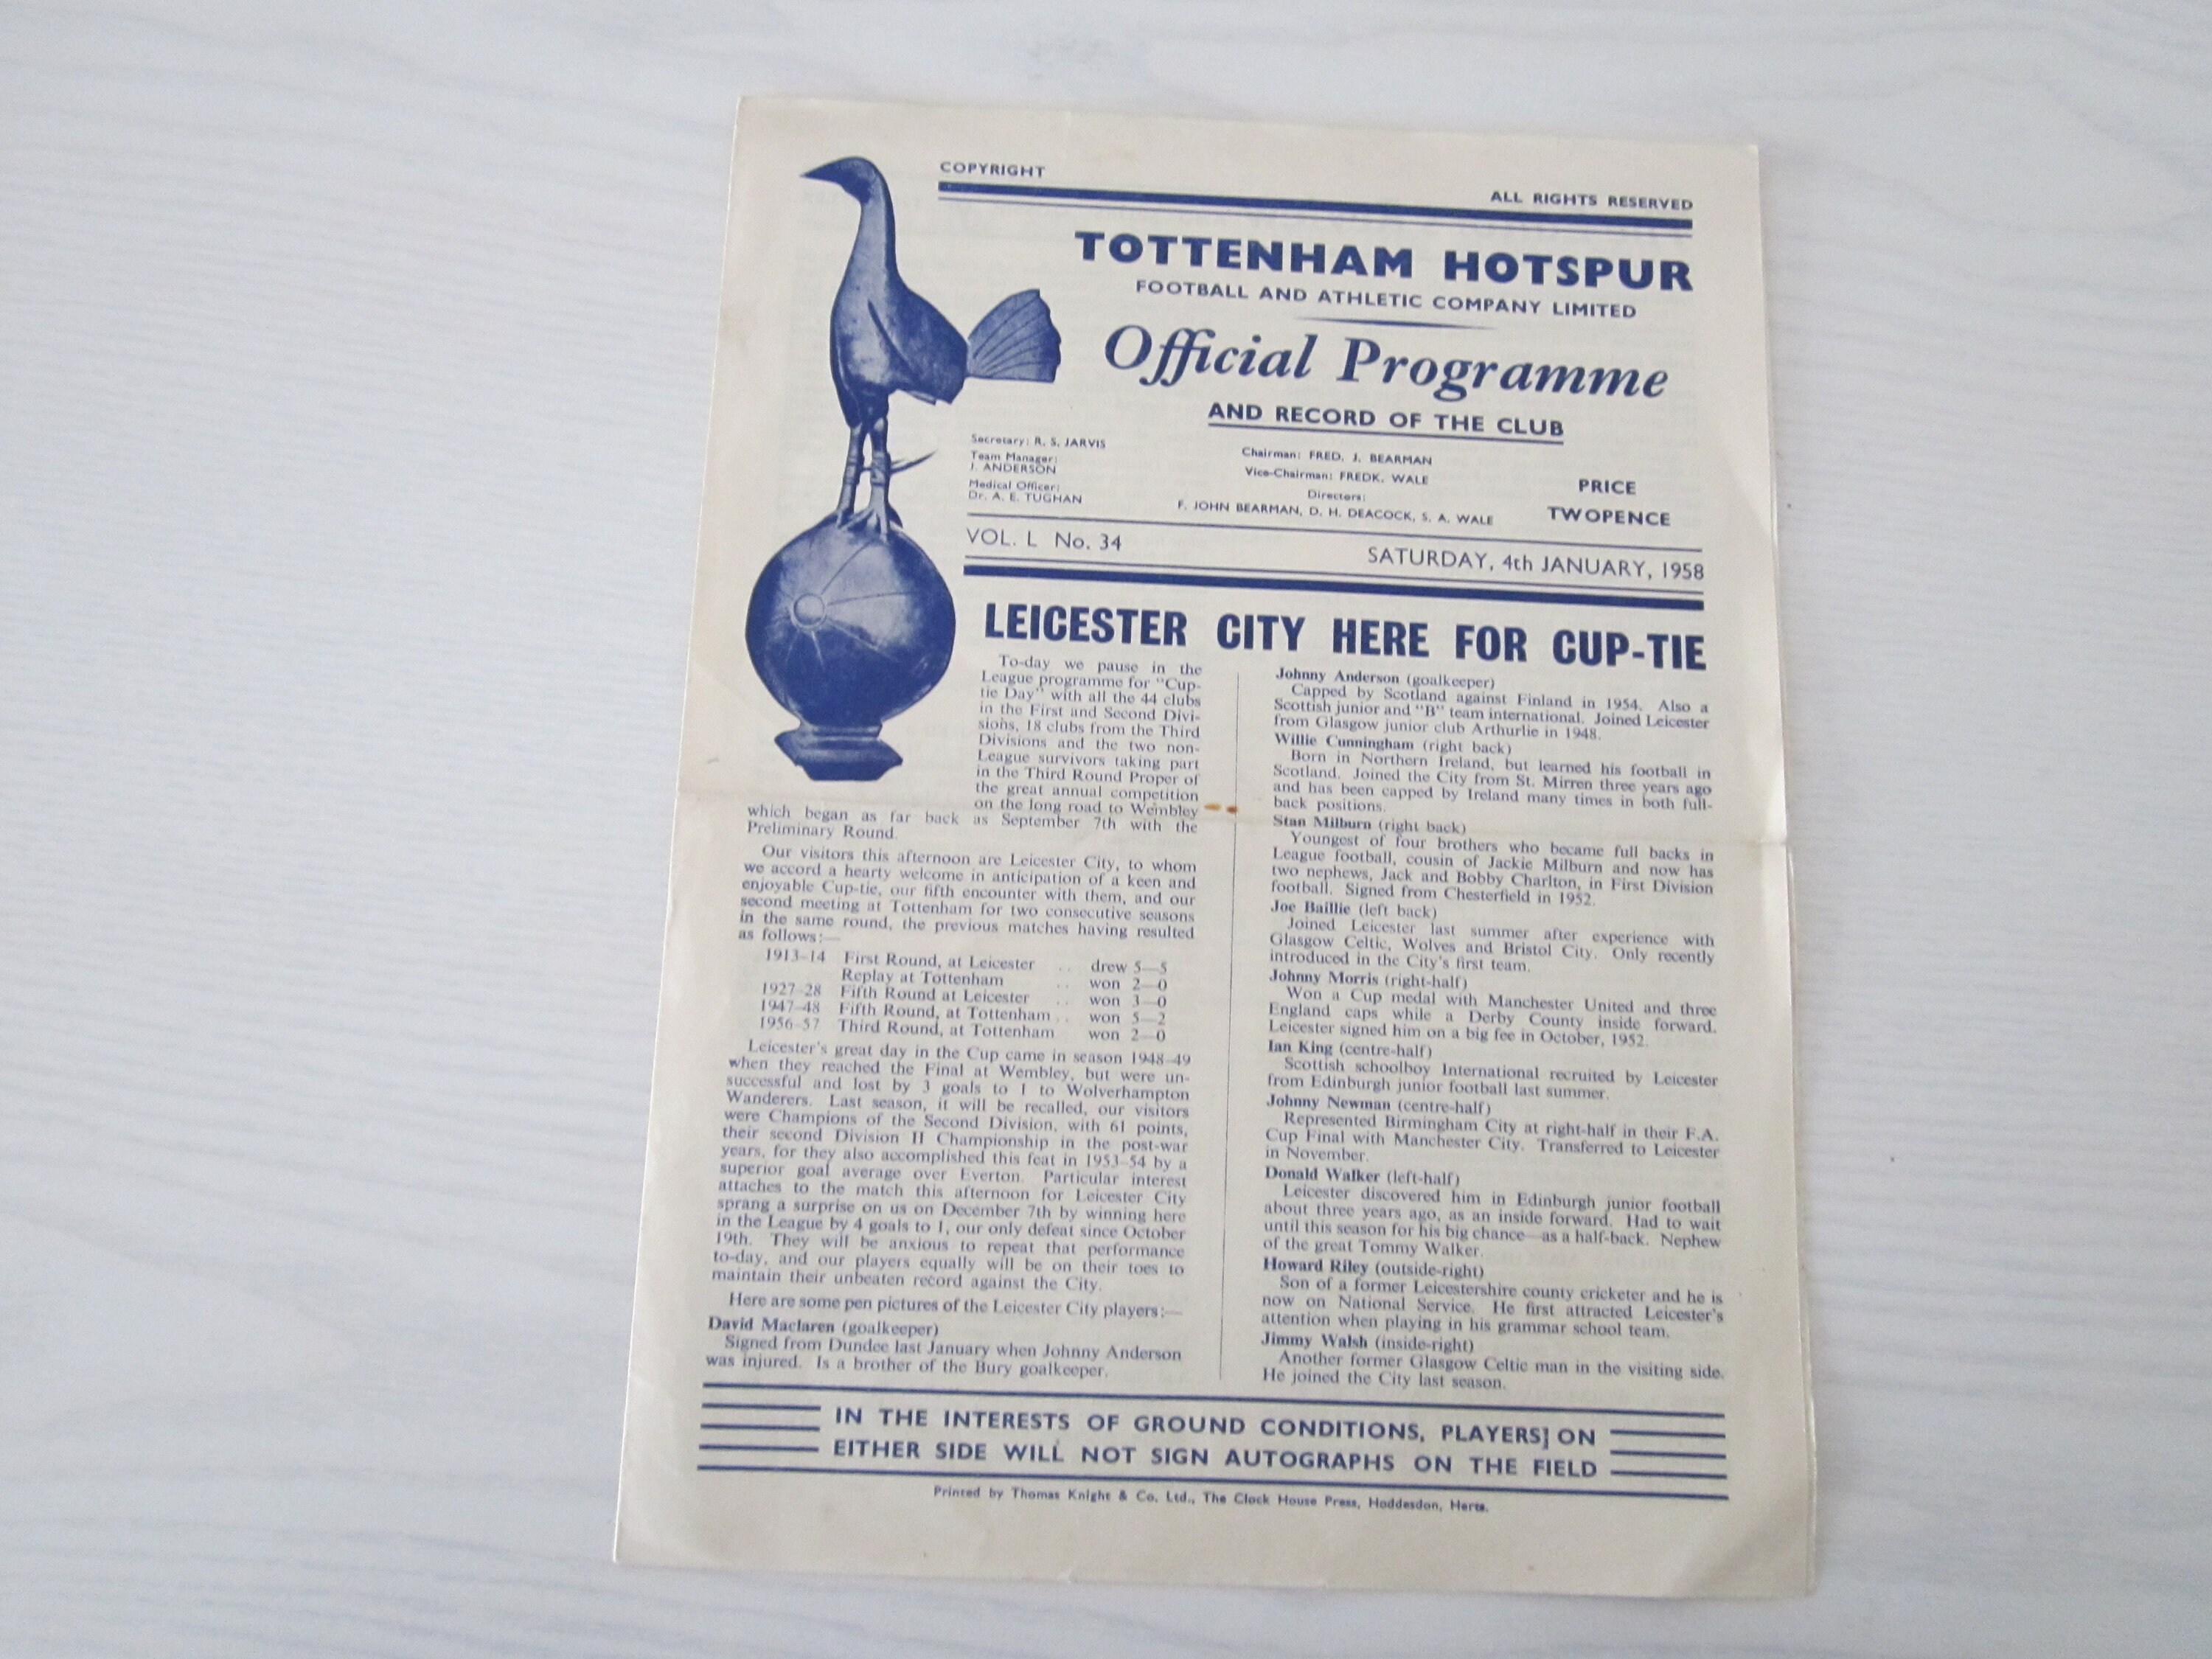 COPYRIGHT
ALL RIGHTS RESERVED
TOTTENHAM HOTSPUR
FOOTBALL AND ATHLETIC COMPANY LIMITED
Official Programme
AND RECORD OF THE CLUB
Secretary: R. S. JARVIS
Team Manager:
J. ANDERSON
Medical Officer:
Dr. A. E. TUGHAN
Chairman: FRED. J. BEARMAN
Vice-Chairman: FREDK. WALE
Directors:
F. JOHN BEARMAN, D. H. DEACOCK, S. A. WALE
PRICE
TWOPENCE
VOL. L No. 34
SATURDAY, 4th JANUARY, 1958
LEICESTER CITY HERE FOR CUP-TIE
To-day we pause in the
League programme for "Cup-
tie Day" with all the 44 clubs
in the First and Second Divi-
sions, 18 clubs from the Third
Divisions and the two non-
League survivors taking part
in the Third Round Proper of
the great annual competition
on the long road to Wembley
which began as far back as September 7th with the
Preliminary Round.
Our visitors this afternoon are Leicester City, to whom
we accord a hearty welcome in anticipation of a keen and
enjoyable Cup-tie, our fifth encounter with them, and our
second meeting at Tottenham for two consecutive seasons
in the same round, the previous matches having resulted
as follows:—
1913-14 First Round, at Leicester .. drew 5—5
Replay at Tottenham .. won 2—0
1927-28 Fifth Round at Leicester .. won 3—0
1947-48 Fifth Round, at Tottenham .. won 5—2
1956-57 Third Round, at Tottenham won 2—0
Leicester's great day in the Cup came in season 1948-49
when they reached the Final at Wembley, but were un-
successful and lost by 3 goals to 1 to Wolverhampton
Wanderers. Last season, it will be recalled, our visitors
were Champions of the Second Division, with 61 points,
their second Division II Championship in the post-war
years, for they also accomplished this feat in 1953-54 by a
superior goal average over Everton. Particular interest
attaches to the match this afternoon for Leicester City
sprang a surprise on us on December 7th by winning here
in the League by 4 goals to 1, our only defeat since October
19th. They will be anxious to repeat that performance
to-day, and our players equally will be on their toes to
maintain their unbeaten record against the City.
Here are some pen pictures of the Leicester City players:—
David Maclaren (goalkeeper)
Signed from Dundee last January when Johnny Anderson
was injured. Is a brother of the Bury goalkeeper.
Johnny Anderson (goalkeeper)
Capped by Scotland against Finland in 1954. Also a
Scottish junior and "B" team international. Joined Leicester
from Glasgow junior club Arthurlie in 1948.
Willie Cunningham (right back)
Born in Northern Ireland, but learned his football in
Scotland. Joined the City from St. Mirren three years ago
and has been capped by Ireland many times in both full-
back positions.
Stan Milburn (right back)
Youngest of four brothers who became full backs in
League football, cousin of Jackie Milburn and now has
two nephews, Jack and Bobby Charlton, in First Division
football. Signed from Chesterfield in 1952.
Joe Baillie (left back)
Joined Leicester last summer after experience with
Glasgow Celtic, Wolves and Bristol City. Only recently
introduced in the City's first team.
Johnny Morris (right-half)
Won a Cup medal with Manchester United and three
England caps while a Derby County inside forward.
Leicester signed him on a big fee in October, 1952.
Ian King (centre-half)
Scottish schoolboy International recruited by Leicester
from Edinburgh junior football last summer.
Johnny Newman (centre-half)
Represented Birmingham City at right-half in their F.A.
Cup Final with Manchester City. Transferred to Leicester
in November.
Donald Walker (left-half)
Leicester discovered him in Edinburgh junior football
about three years ago, as an inside forward. Had to wait
until this season for his big chance—as a half-back. Nephew
of the great Tommy Walker.
Howard Riley (outside-right)
Son of a former Leicestershire county cricketer and he is
now on National Service. He first attracted Leicester's
attention when playing in his grammar school team.
Jimmy Walsh (inside-right)
Another former Glasgow Celtic man in the visiting side.
He joined the City last season.
IN THE INTERESTS OF GROUND CONDITIONS, PLAYERS] ON
EITHER SIDE WILL NOT SIGN AUTOGRAPHS ON THE FIELD
Printed by Thomas Knight & Co. Ltd., The Clock House Press, Hoddesdon, Herts.